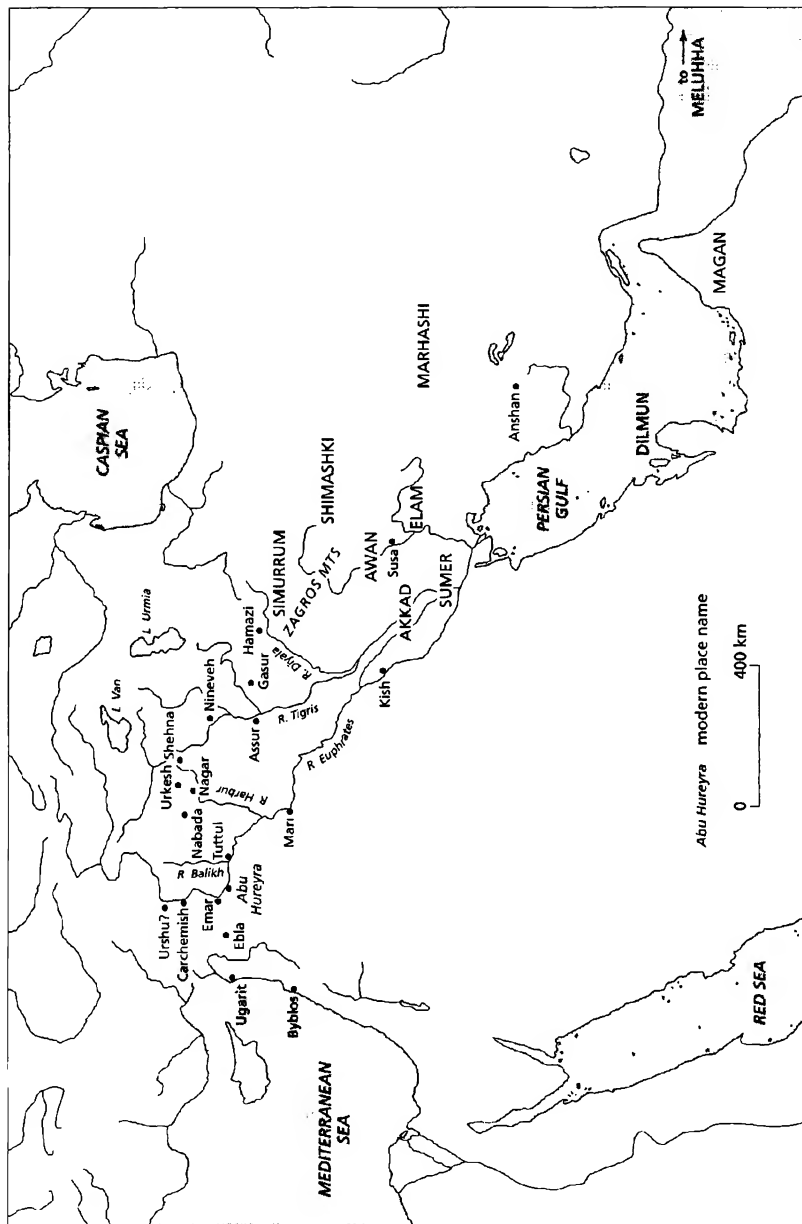 CASPIAN
SEA
to
MELUHHA
L Van
L Urmia
Urshu?
Carchemish
Urkesh
Shehna
Nineveh
Nabada
Nagar
Hamazi
SIMURRUM
SHIMASHKI
R Balikh
Tuttul
R Harbur
Gasur
Assur
ZAGROS MTS
Emar
Abu
Hureyra
Ebla
Ugarit
R. Tigris
R. Diyala
MARHASHI
Byblos
Mari
R Euphrates
AWAN
AKKAD
Susa
ELAM
Kish
SUMER
Anshan
MEDITERRANEAN
SEA
PERSIAN
GULF
DILMUN
MAGAN
RED SEA
Abu Hureyra modern place name
0 400 km